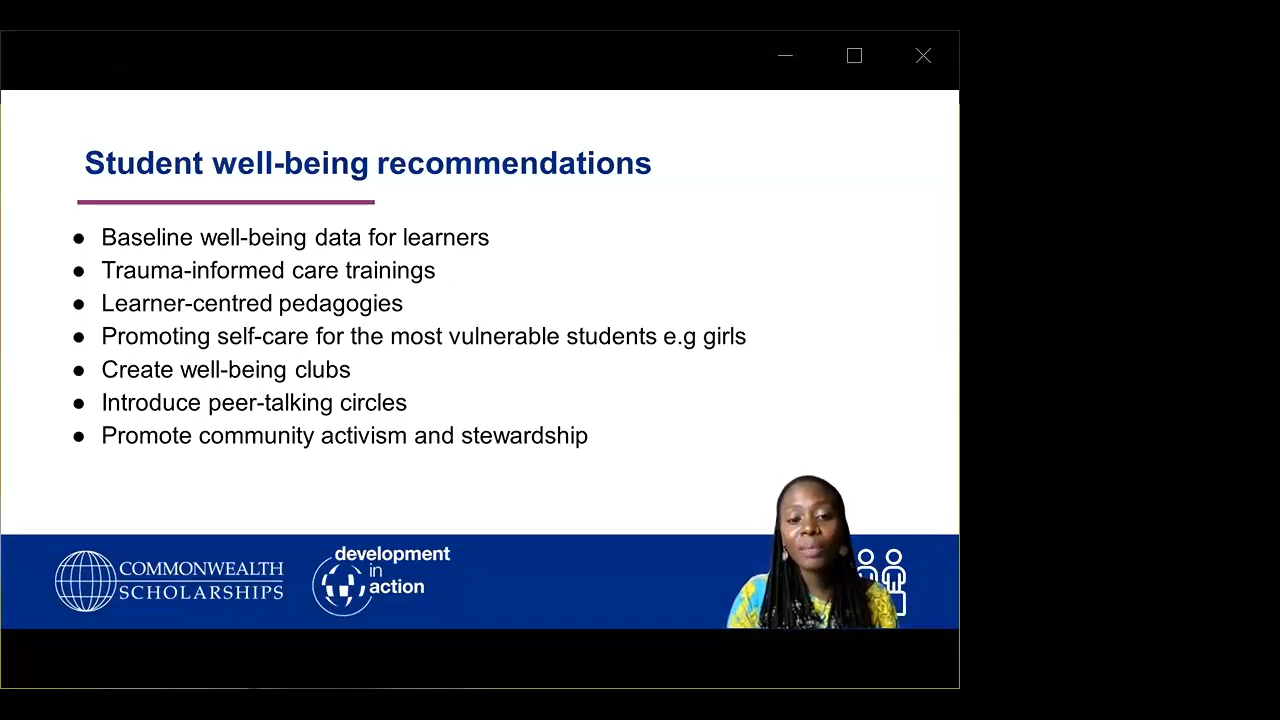 Student well-being recommendations
● Baseline well-being data for learners
● Trauma-informed care trainings
● Learner-centred pedagogies
● Promoting self-care for the most vulnerable students e.g girls
● Create well-being clubs
● Introduce peer-talking circles
● Promote community activism and stewardship
COMMONWEALTH
SCHOLARSHIPS
development
in
action